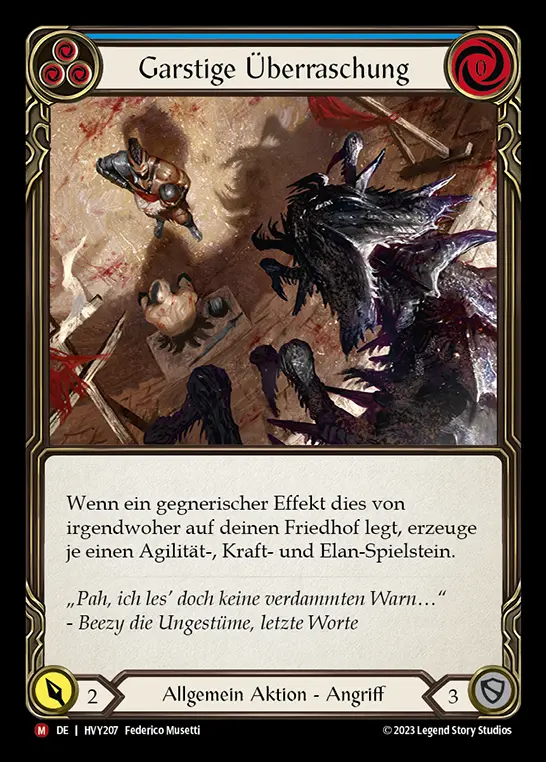 Garstige Überraschung
0
Wenn ein gegnerischer Effekt dies von
irgendwoher auf deinen Friedhof legt, erzeuge
je einen Agilität-, Kraft- und Elan-Spielstein.
„Pah, ich les’ doch keine verdammten Warn…“
- Beezy die Ungestüme, letzte Worte
2
Allgemein Aktion - Angriff
3
M DE | HVY207 Federico Musetti
© 2023 Legend Story Studios